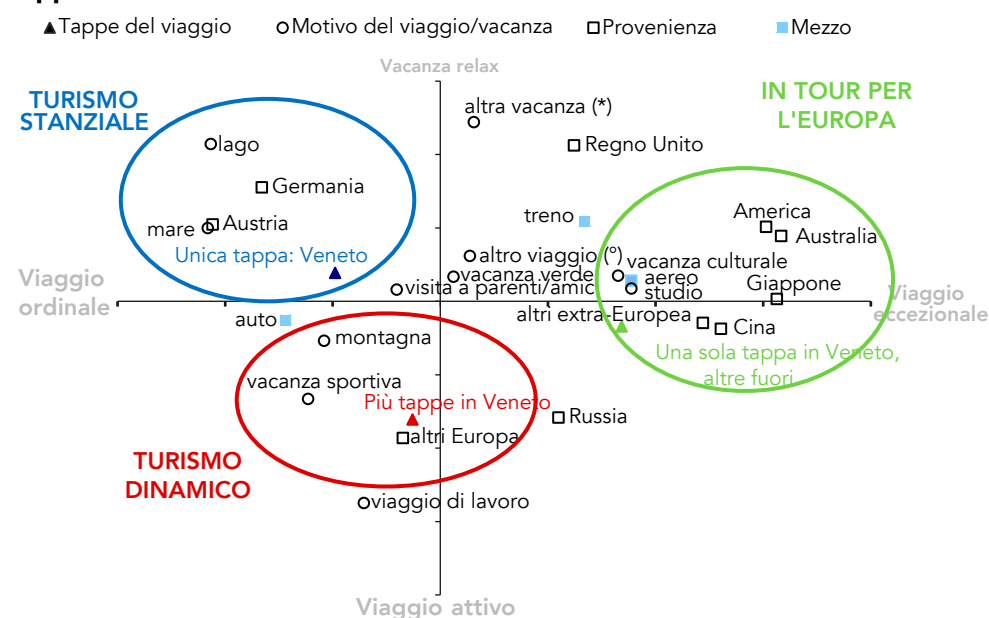 Tappe del viaggio Motivo del viaggio/vacanza Provenienza Mezzo
Vacanza relax
TURISMO
STANZIALE
IN TOUR PER
L'EUROPA
altra vacanza (*)
lago
Regno Unito
Germania
treno
America
mare Austria
Australia
Unica tappa: Veneto
altro viaggio (°)
vacanza culturale
vacanza verde
aereo
Viaggio
ordinale
visita a parenti/amic
studio
Giappone
Viaggio
eccezionale
auto
altri extra-Europea
Cina
montagna
Una sola tappa in Veneto,
altre fuori
vacanza sportiva
Più tappe in Veneto
Russia
altri Europa
TURISMO
DINAMICO
viaggio di lavoro
Viaggio attivo